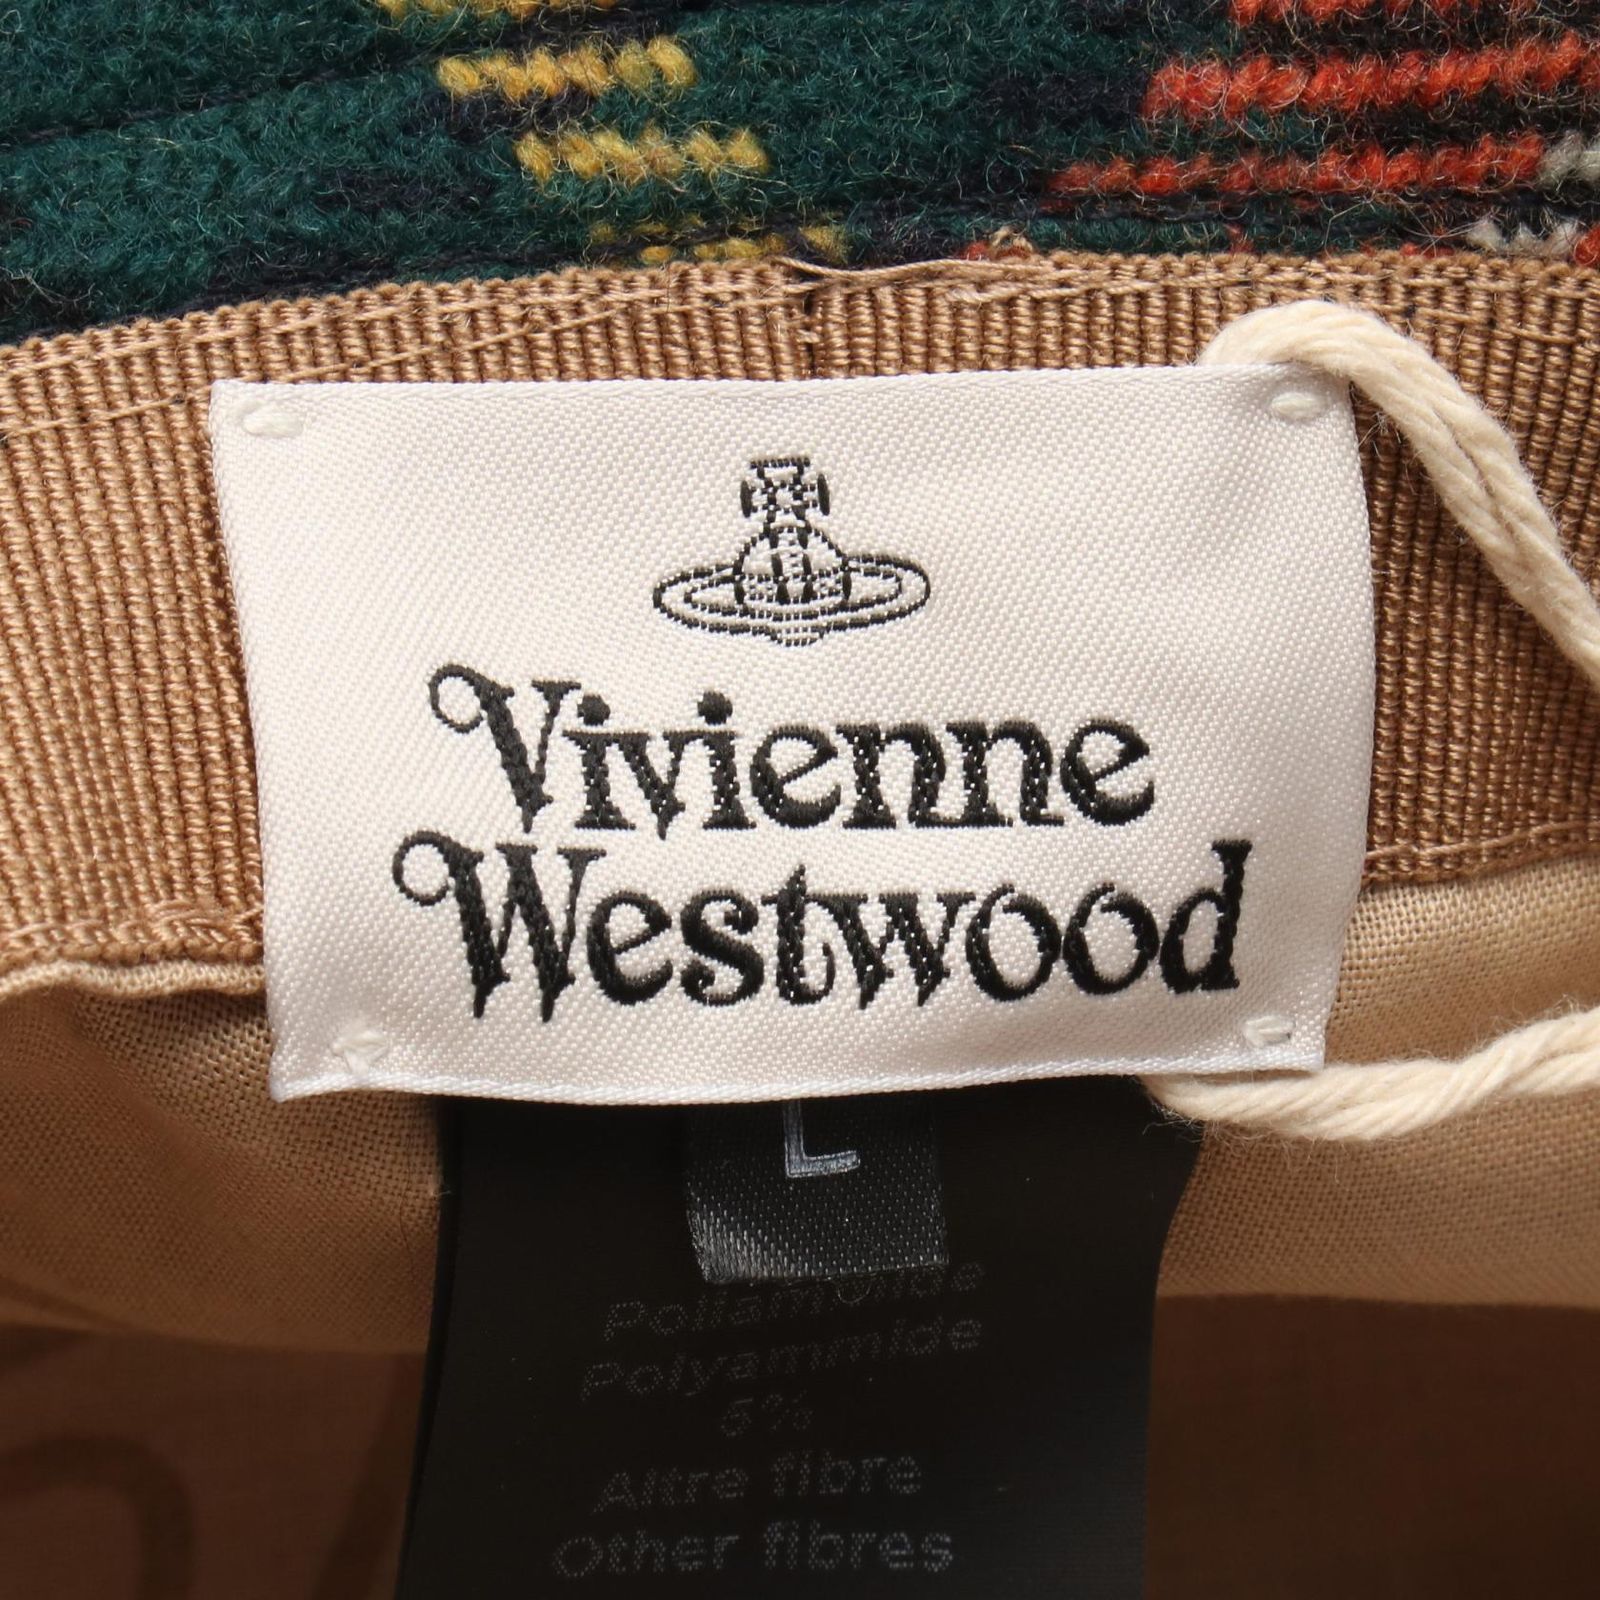 Vivienne
Westwood
L
Poliammide
Polyammide
5%
Altre fibre
Other fibres